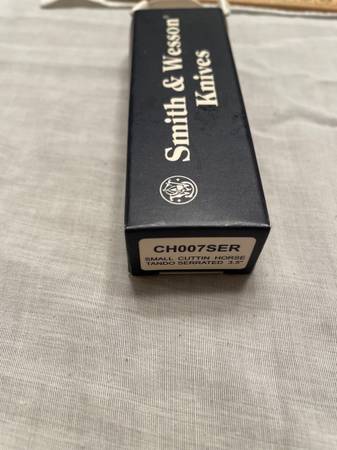 Smith & Wesson®
Knives
CH007SER
SMALL CUTTIN HORSE
TANDO SERRATED 3.5"